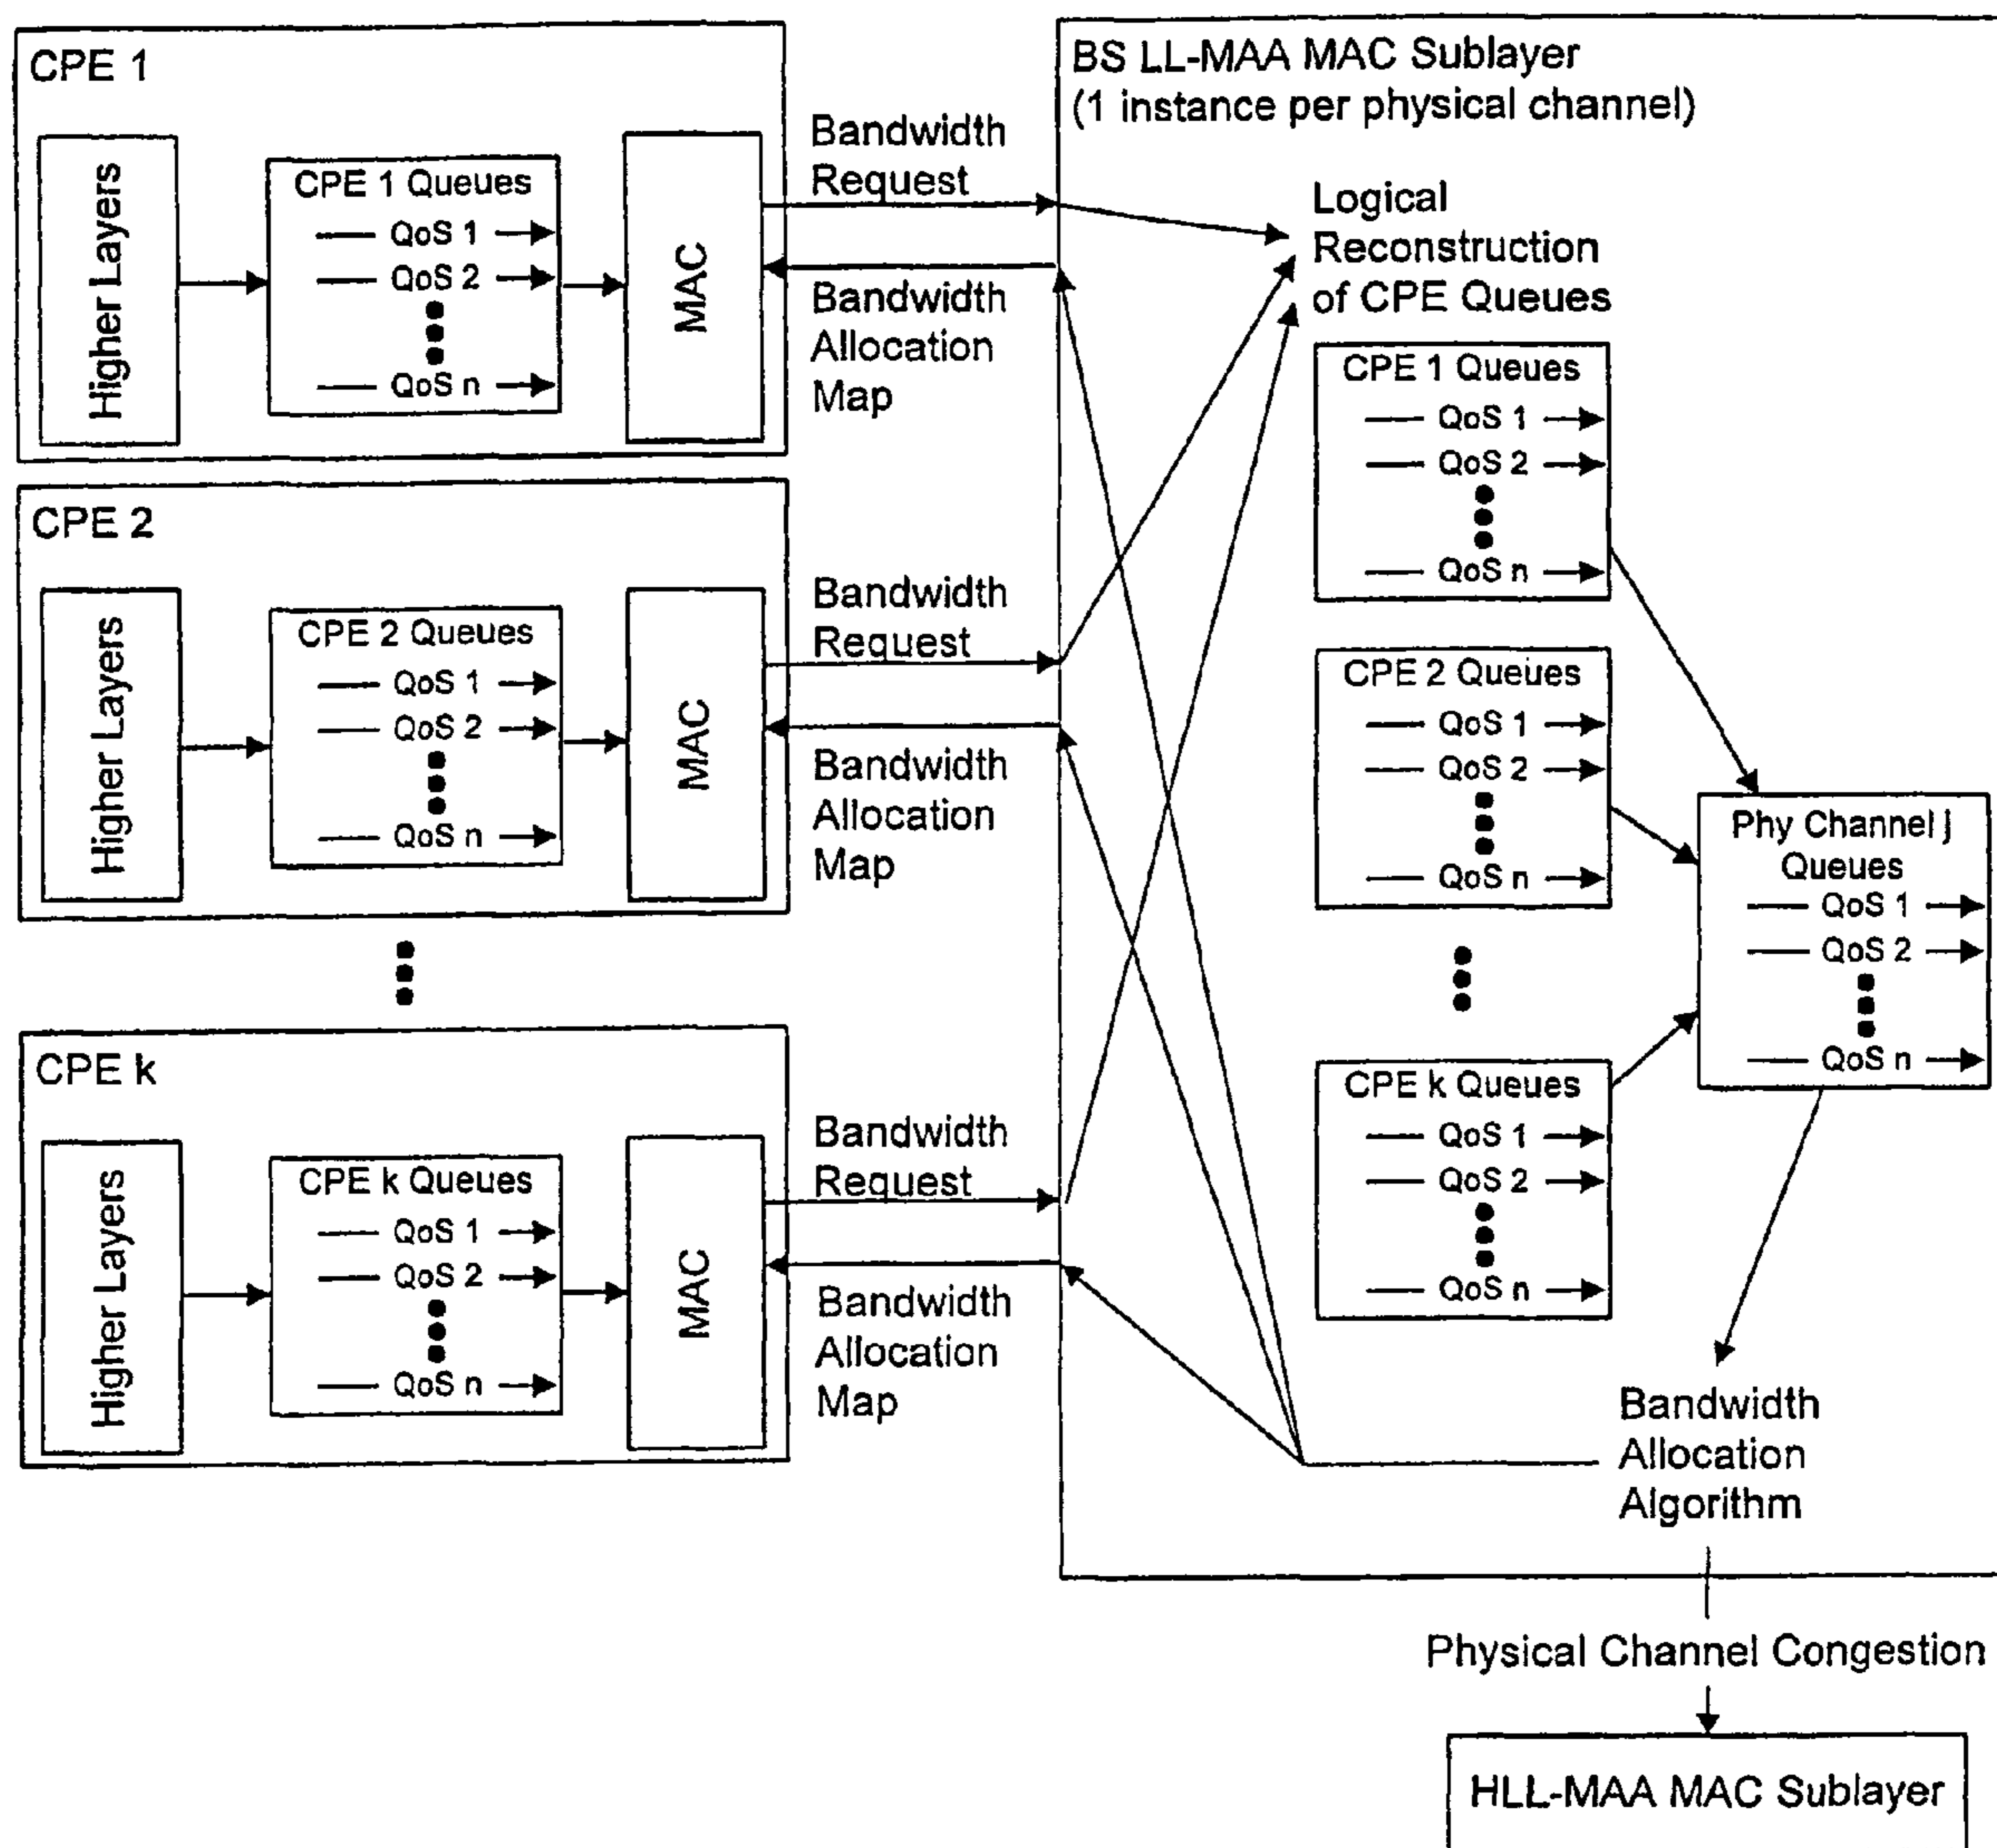 CPE 1
Higher Layers
CPE 1 Queues
QoS 1
QoS 2
QoS n
MAC
Bandwidth
Request
Bandwidth
Allocation
Map
CPE 2
Higher Layers
CPE 2 Queues
QoS 1
QoS 2
QoS n
MAC
Bandwidth
Request
Bandwidth
Allocation
Map
CPE k
Higher Layers
CPE k Queues
QoS 1
QoS 2
QoS n
MAC
Bandwidth
Request
Bandwidth
Allocation
Map
BS LL-MAA MAC Sublayer
(1 instance per physical channel)
Logical
Reconstruction
of CPE Queues
CPE 1 Queues
QoS 1
QoS 2
QoS n
CPE 2 Queues
QoS 1
QoS 2
QoS n
CPE k Queues
QoS 1
QoS 2
QoS n
Phy Channel j
Queues
QoS 1
QoS 2
QoS n
Bandwidth
Allocation
Algorithm
Physical Channel Congestion
HLL-MAA MAC Sublayer